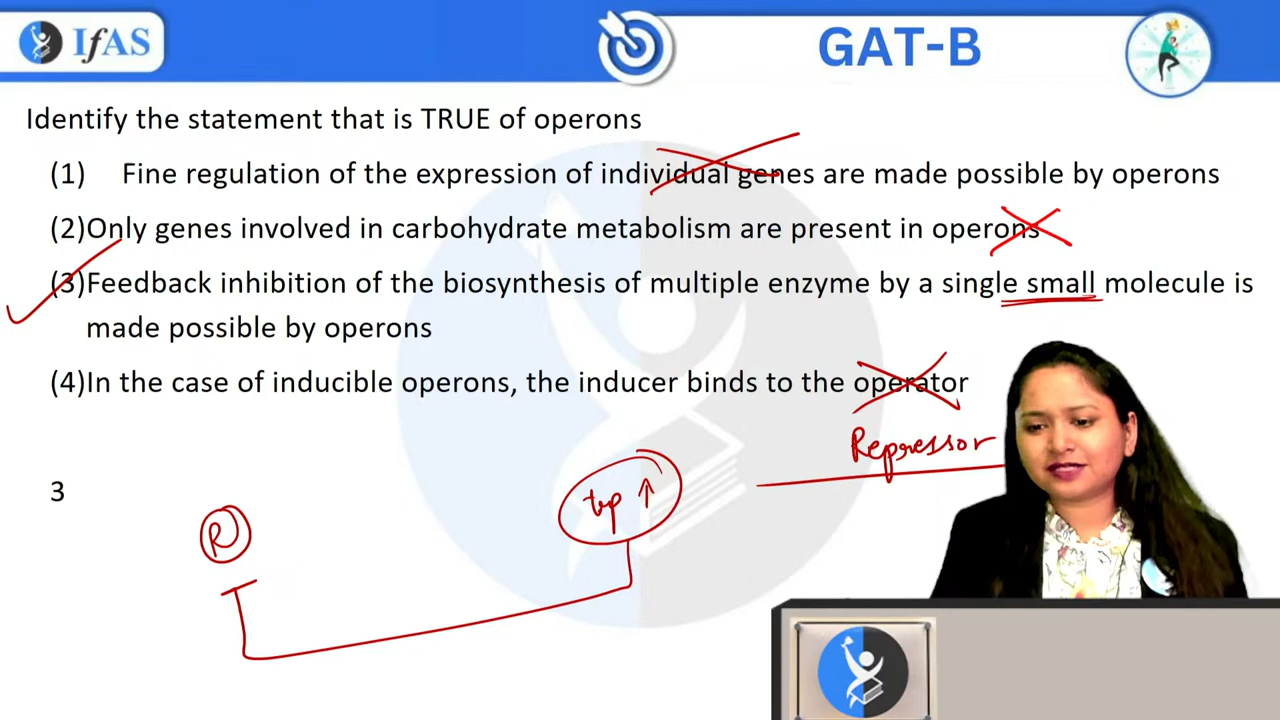 IfAS
GAT-B
Identify the statement that is TRUE of operons
(1) Fine regulation of the expression of individual genes are made possible by operons
(2)Only genes involved in carbohydrate metabolism are present in operons
(3)Feedback inhibition of the biosynthesis of multiple enzyme by a single small molecule is
made possible by operons
(4)In the case of inducible operons, the inducer binds to the operator
Repressor
3
trp ↑
R